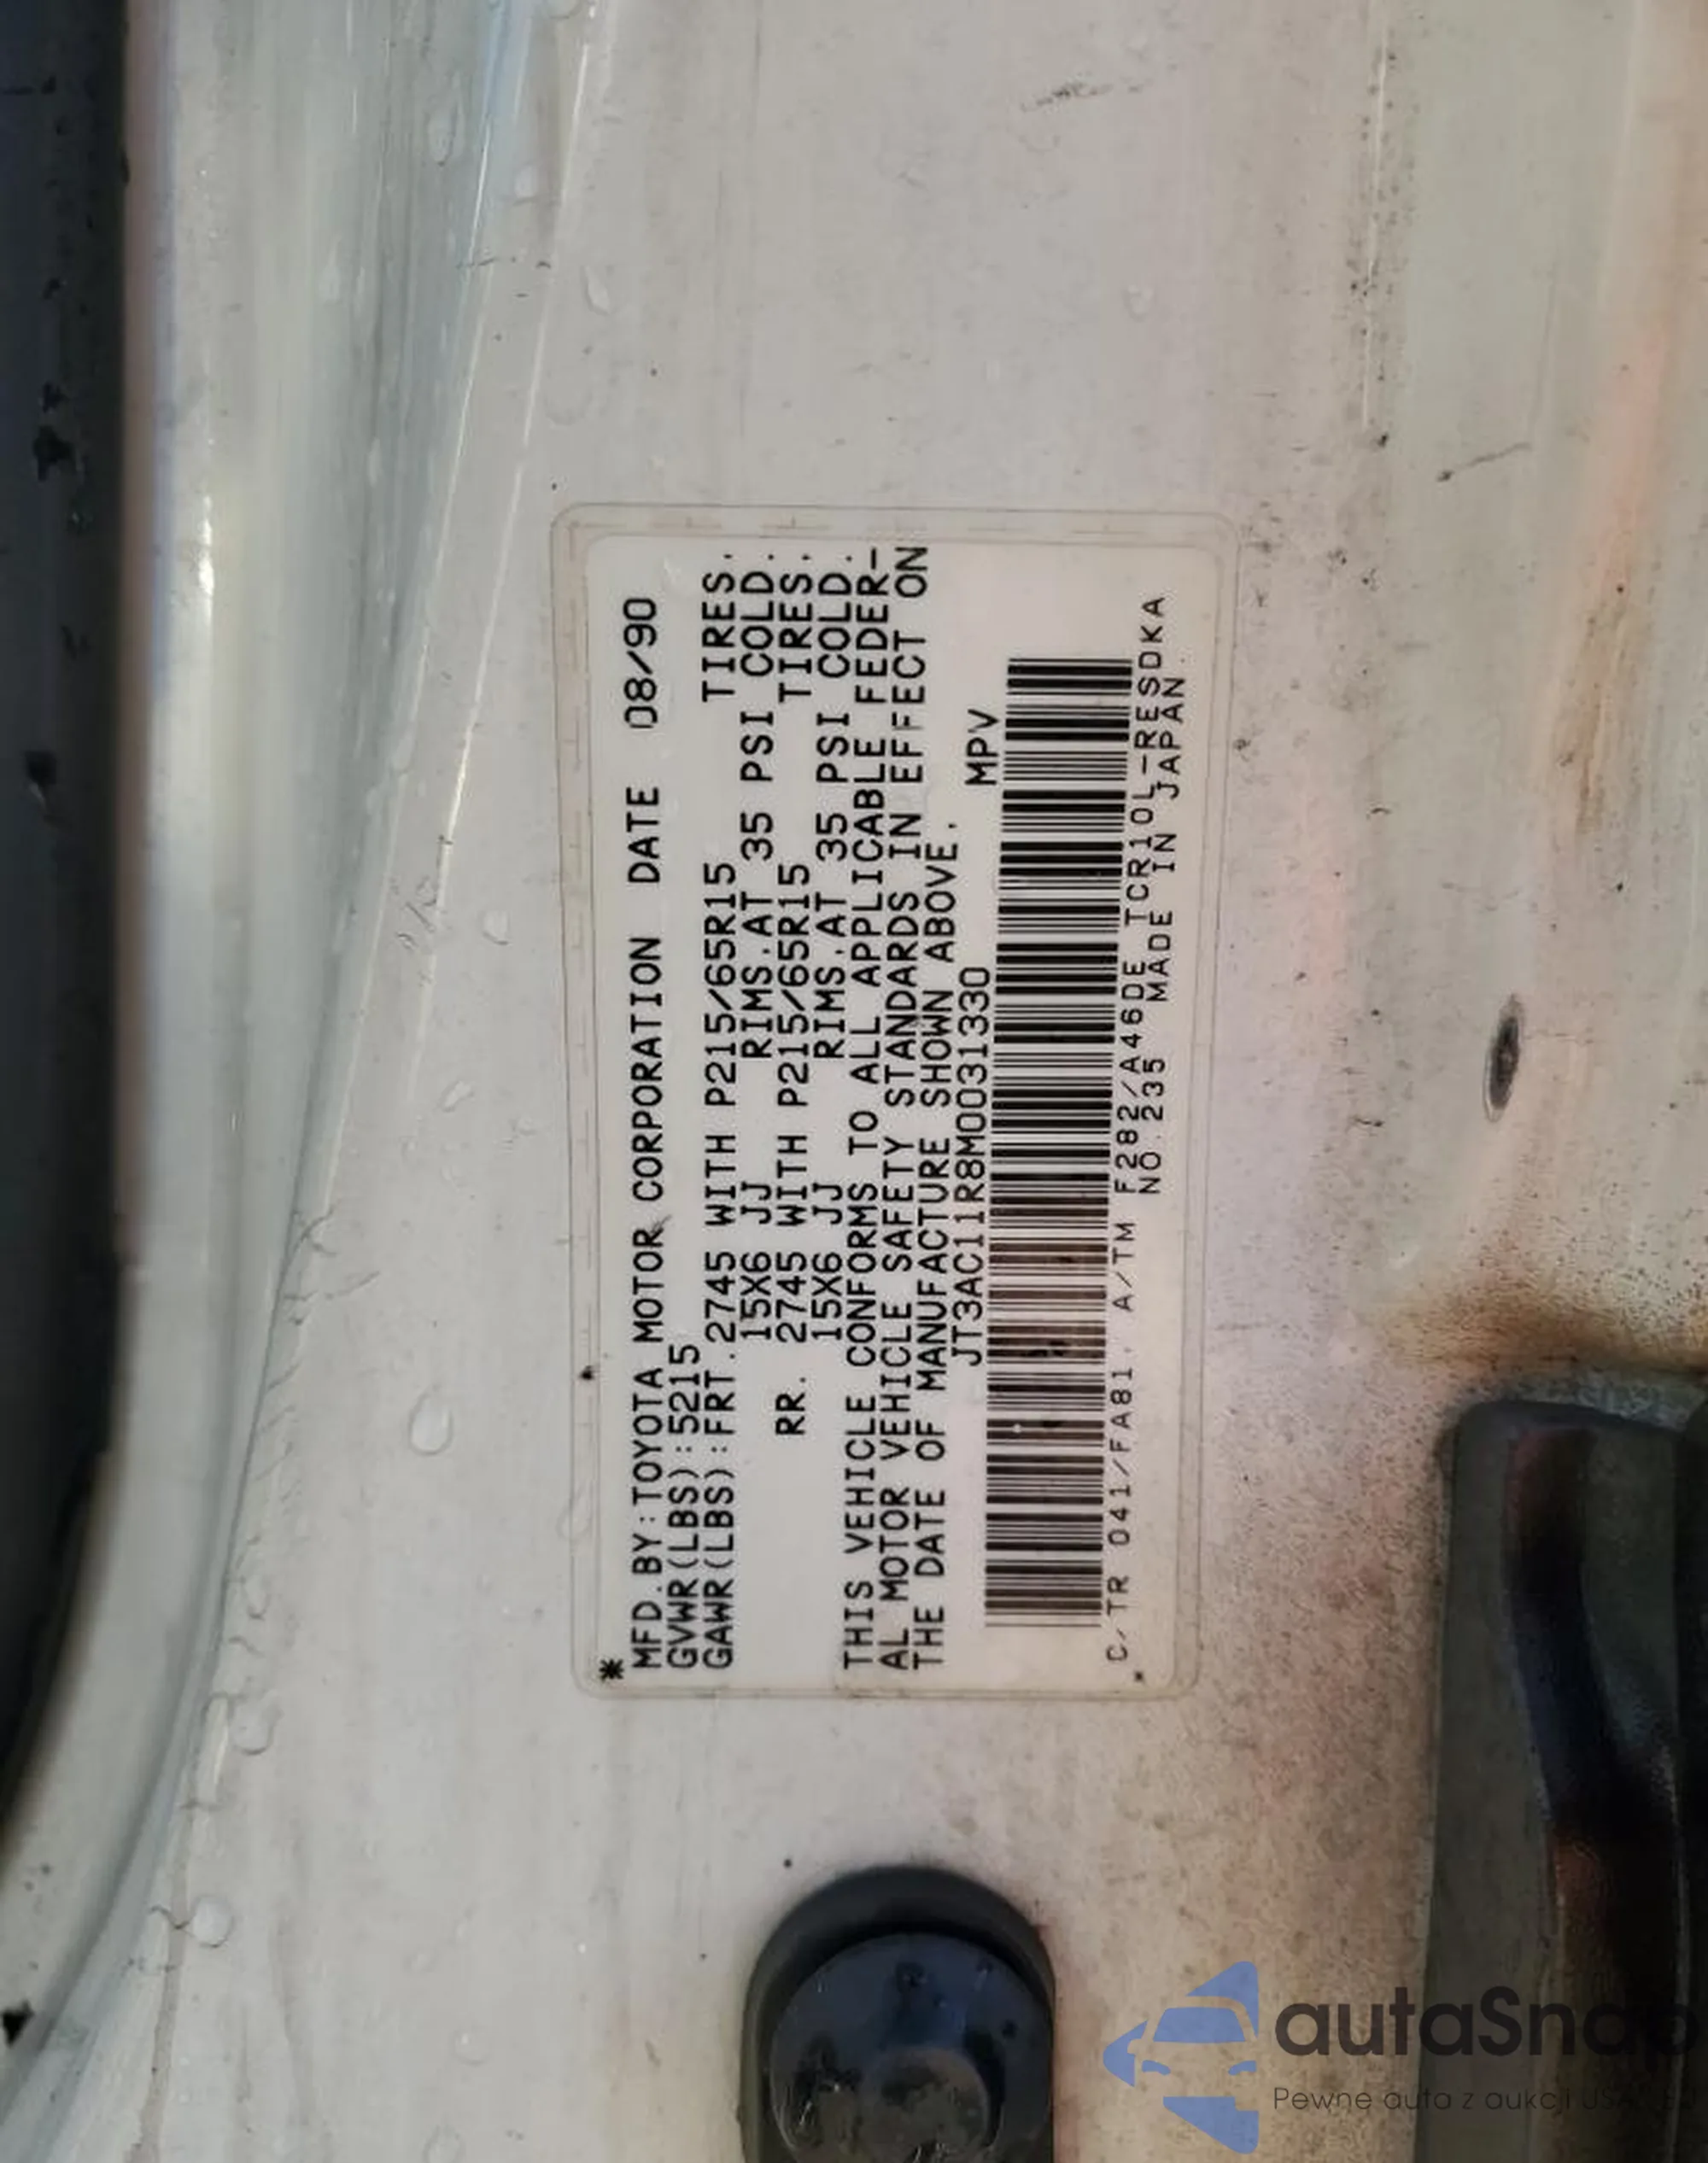 *
MFD.BY:TOYOTA MOTOR CORPORATION DATE 08/90
GVWR(LBS):5215
GAWR(LBS):FRT.2745 WITH P215/65R15 TIRES.
15X6 JJ RIMS.AT 35 PSI COLD.
RR. 2745 WITH P215/65R15 TIRES.
15X6 JJ RIMS.AT 35 PSI COLD.
THIS VEHICLE CONFORMS TO ALL APPLICABLE FEDER-
AL MOTOR VEHICLE SAFETY STANDARDS IN EFFECT ON
THE DATE OF MANUFACTURE SHOWN ABOVE.
JT3AC11R8M0031330 MPV
C/TR 041/FA81. A/TM F282/A46DE TCR10L-RESDKA
NO.235 MADE IN JAPAN.
autaSnap
Pewne auta z aukcji